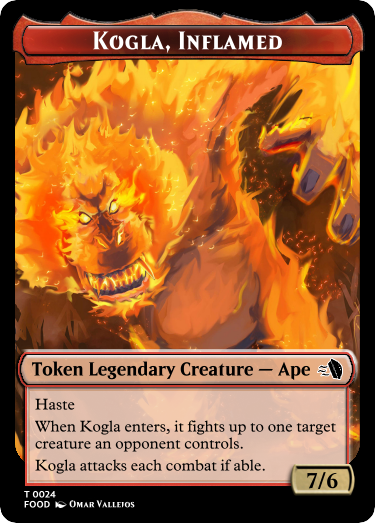 Kogla, Inflamed
Token Legendary Creature — Ape
Haste
When Kogla enters, it fights up to one target
creature an opponent controls.
Kogla attacks each combat if able.
7/6
T 0024
FOOD Omar Vallejos